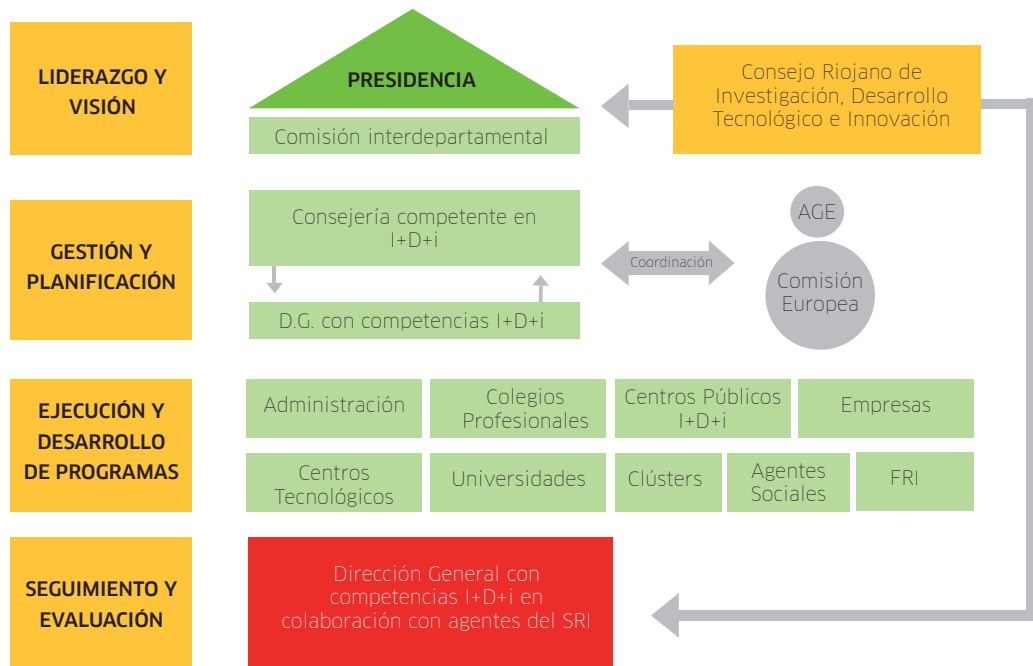 LIDERAZGO Y
VISIÓN
PRESIDENCIA
Comisión interdepartamental
Consejo Riojano de
Investigación, Desarrollo
Tecnológico e Innovación
GESTIÓN Y
PLANIFICACIÓN
Consejería competente en
I+D+i
D.G. con competencias I+D+i
Coordinación
AGE
Comisión
Europea
EJECUCIÓN Y
DESARROLLO
DE PROGRAMAS
Administración
Colegios
Profesionales
Centros Públicos
I+D+i
Empresas
Centros
Tecnológicos
Universidades
Clústers
Agentes
Sociales
FRI
SEGUIMIENTO Y
EVALUACIÓN
Dirección General con
competencias I+D+i en
colaboración con agentes del SRI